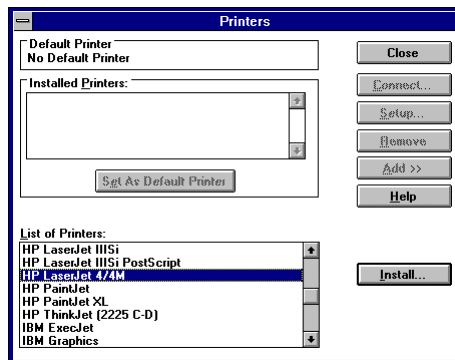 Printers
Default Printer
No Default Printer
Installed Printers:
Set As Default Printer
Close
Connect...
Setup...
Remove
Add >>
Help
List of Printers:
HP LaserJet IIISi
HP LaserJet IIISi PostScript
HP LaserJet 4/4M
HP PaintJet
HP PaintJet XL
HP ThinkJet (2225 C-D)
IBM ExecJet
IBM Graphics
Install...